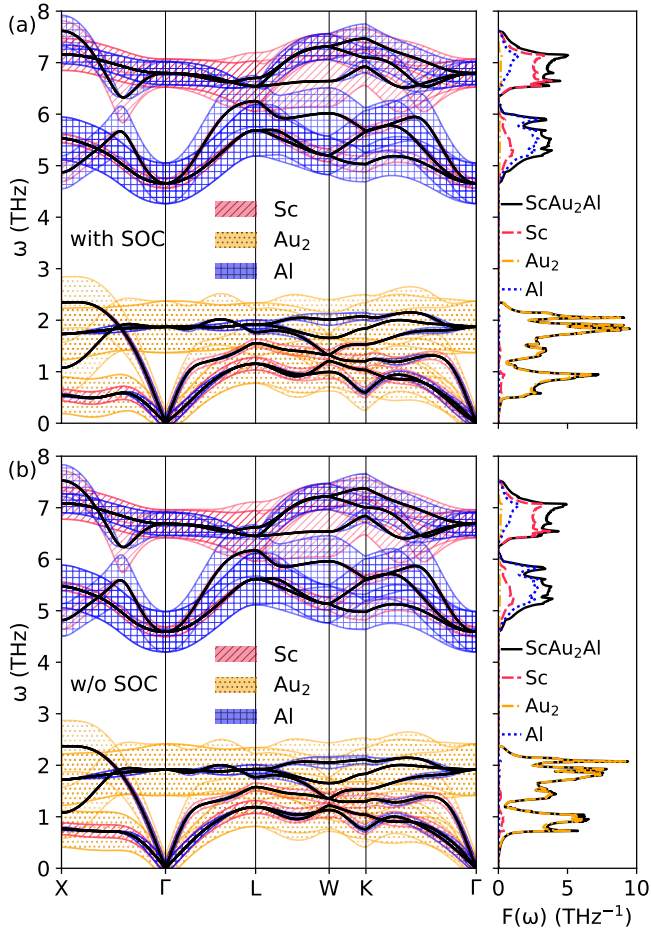 (a)
8
7
6
5
4
3
2
1
0
ω (THz)
with SOC
Sc
Au₂
Al
ScAu₂Al
Sc
Au₂
Al
(b)
8
7
6
5
4
3
2
1
0
ω (THz)
w/o SOC
Sc
Au₂
Al
ScAu₂Al
Sc
Au₂
Al
X Γ L W K Γ
0 5 10
F(ω) (THz⁻¹)